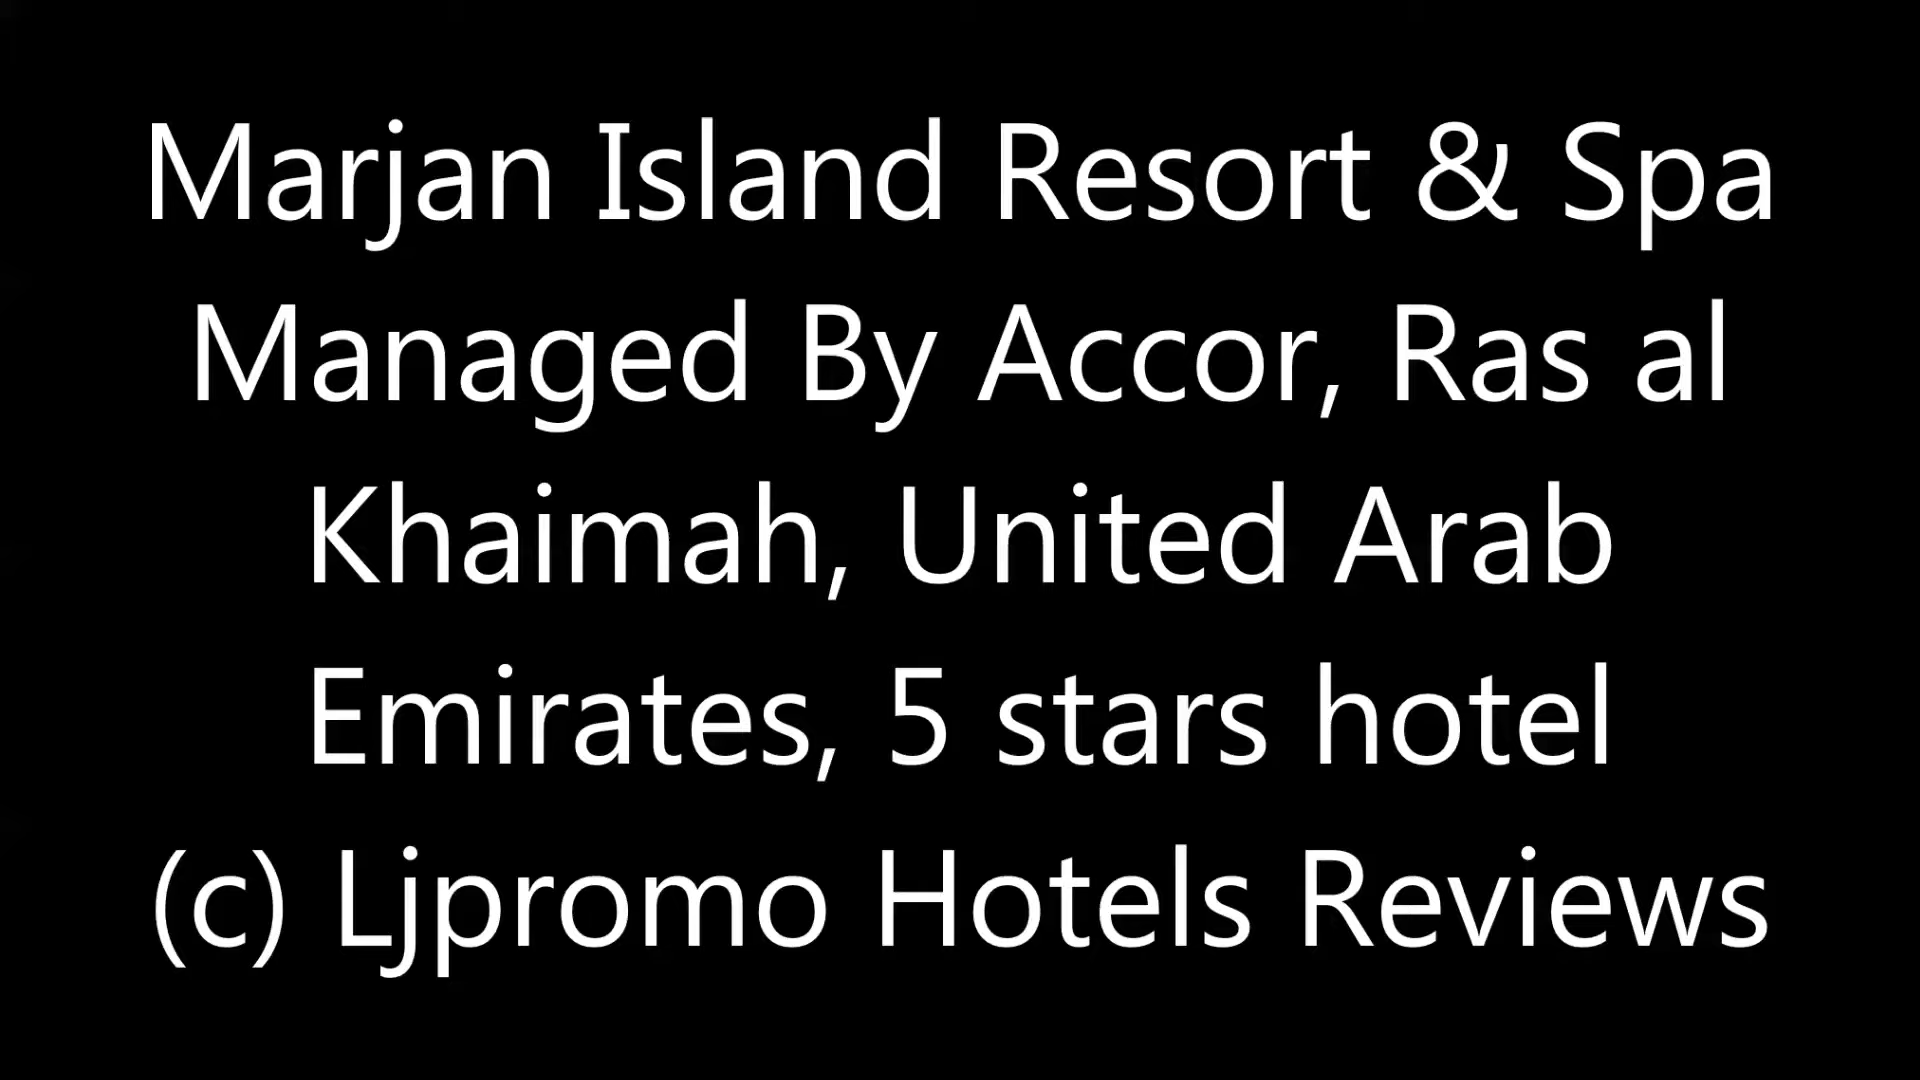 Marjan Island Resort & Spa
Managed By Accor, Ras al
Khaimah, United Arab
Emirates, 5 stars hotel
(c) Ljpromo Hotels Reviews